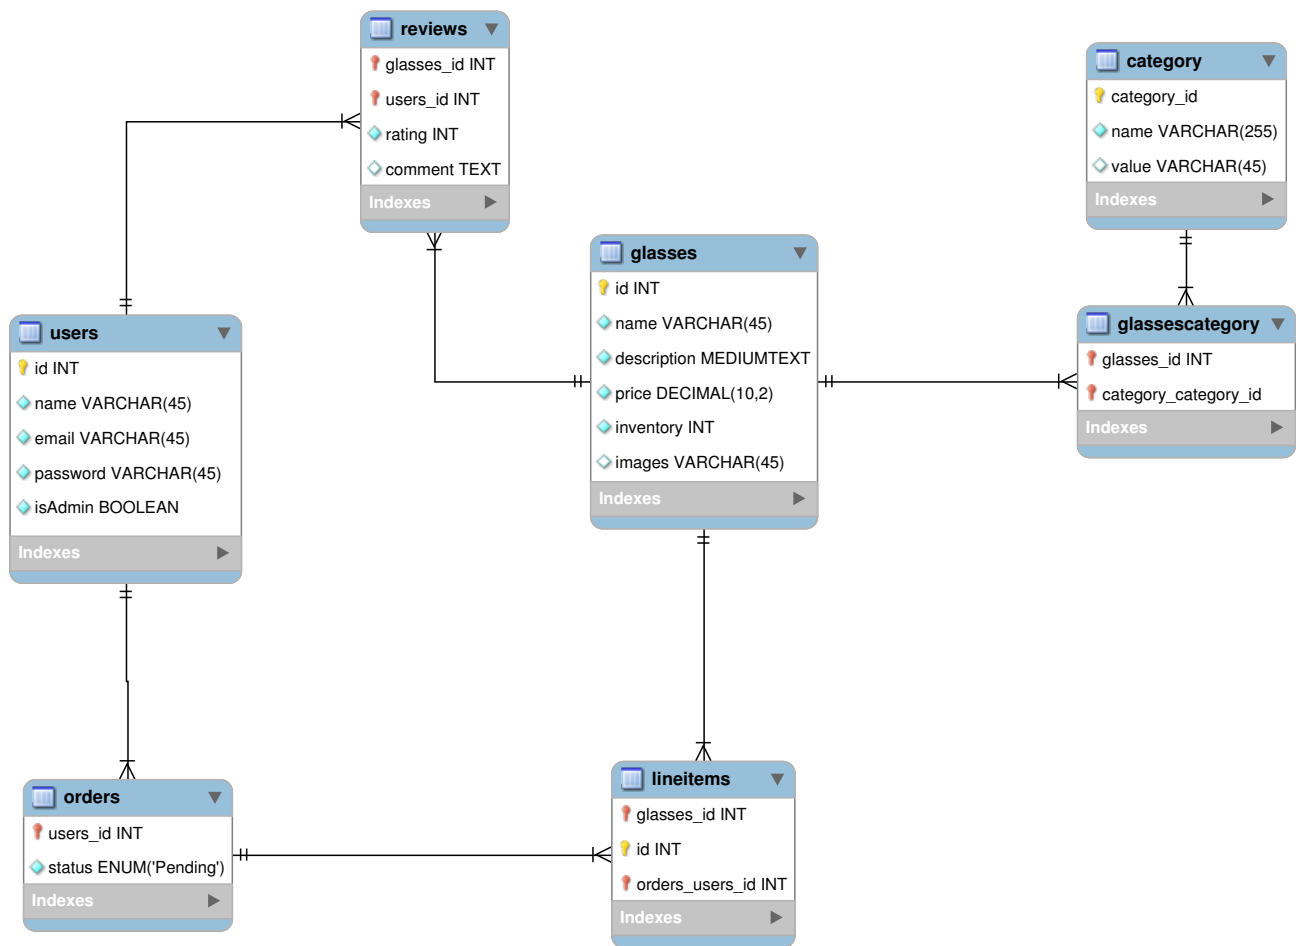 reviews
glasses_id INT
users_id INT
rating INT
comment TEXT
Indexes
category
category_id
name VARCHAR(255)
value VARCHAR(45)
Indexes
glasses
id INT
name VARCHAR(45)
description MEDIUMTEXT
price DECIMAL(10,2)
inventory INT
images VARCHAR(45)
Indexes
glassescategory
glasses_id INT
category_category_id
Indexes
users
id INT
name VARCHAR(45)
email VARCHAR(45)
password VARCHAR(45)
isAdmin BOOLEAN
Indexes
orders
users_id INT
status ENUM('Pending')
Indexes
lineitems
glasses_id INT
id INT
orders_users_id INT
Indexes